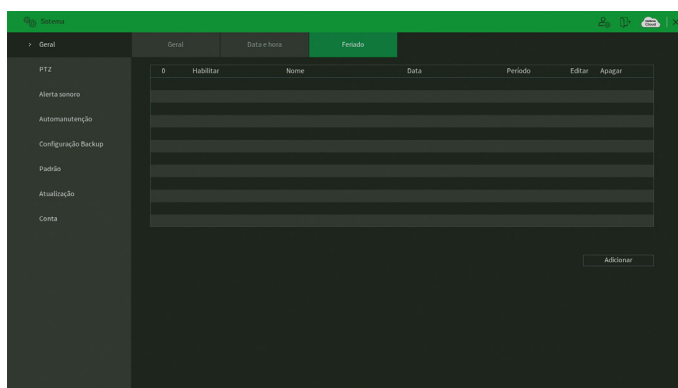 Sistema
Cloud
> Geral
Geral Data e hora Feriado
PTZ
0 Habilitar Nome Data Período Editar Apagar
Alerta sonoro
Automanutenção
Configuração Backup
Padrão
Atualização
Conta
Adicionar